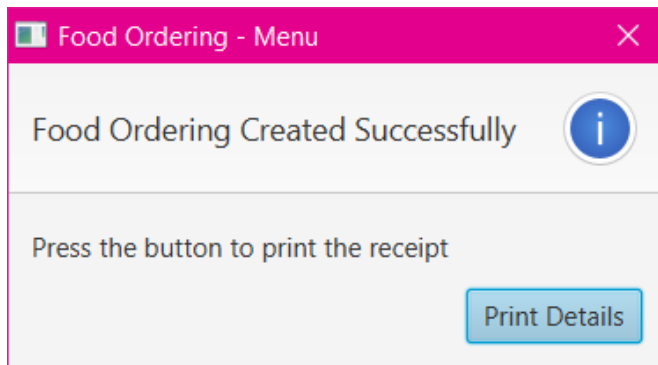 Food Ordering - Menu
Food Ordering Created Successfully
i
Press the button to print the receipt
Print Details